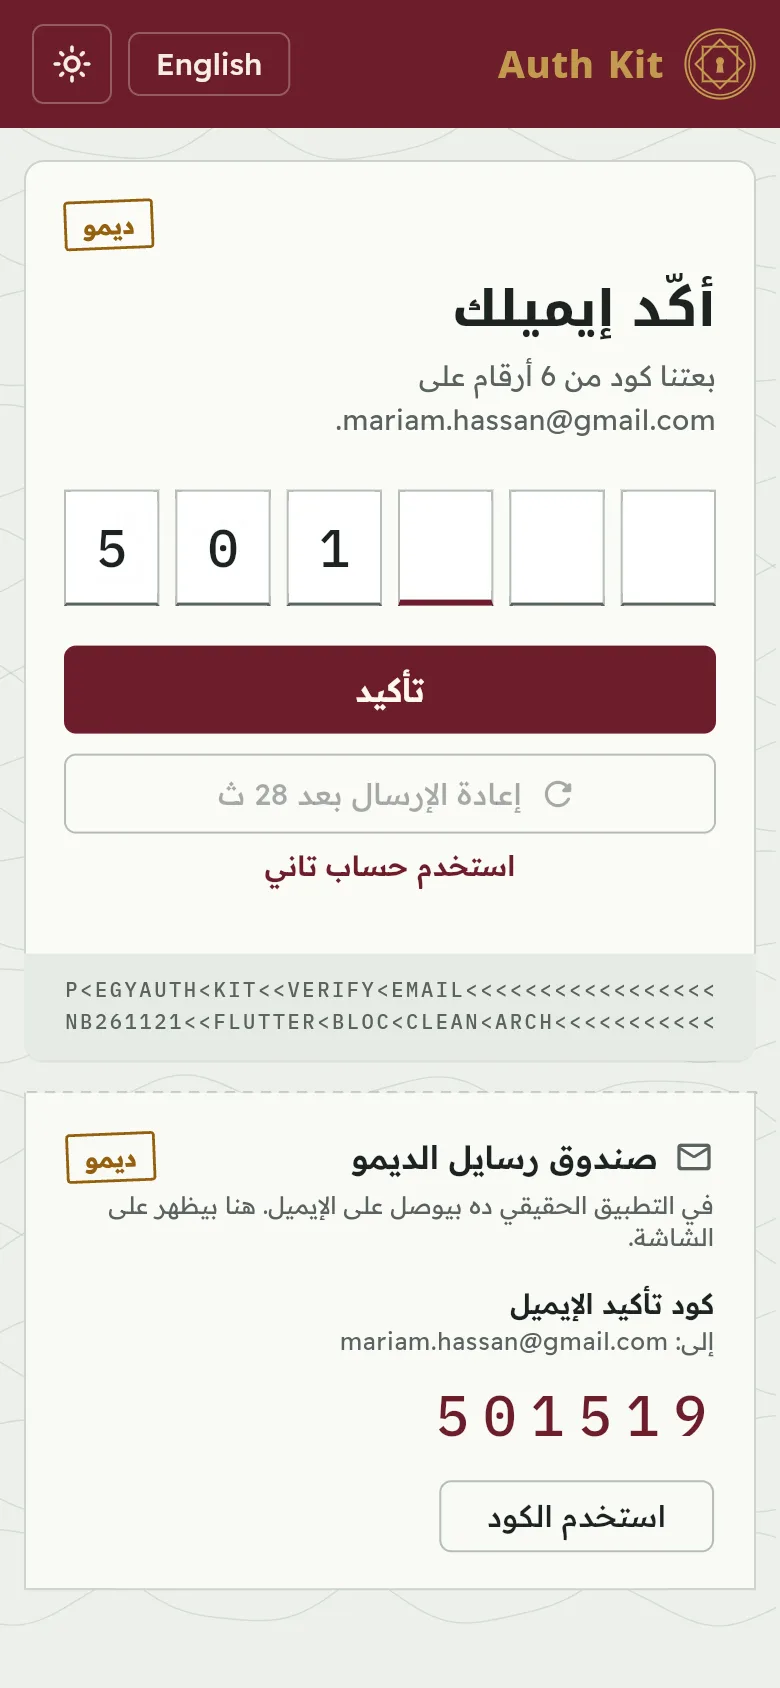 Auth Kit
English
ديمو
أكّد إيميلك
بعتنا كود من 6 أرقام على
mariam.hassan@gmail.com.
5 0 1
تأكيد
إعادة الإرسال بعد 28 ث
استخدم حساب تاني
P<EGYAUTH<KIT<<VERIFY<EMAIL<<<<<<<<<<<<<<<<<
NB261121<<FLUTTER<BLOC<CLEAN<ARCH<<<<<<<<<<<
صندوق رسايل الديمو
ديمو
في التطبيق الحقيقي ده بيوصل على الإيميل. هنا بيظهر على
الشاشة.
كود تأكيد الإيميل
إلى: mariam.hassan@gmail.com
501519
استخدم الكود